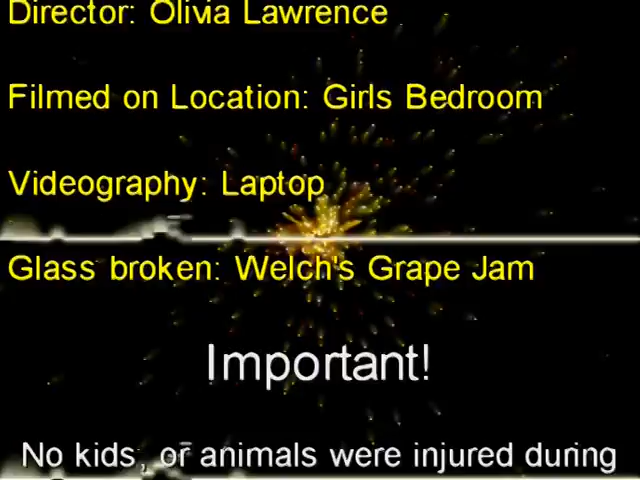 Director: Olivia Lawrence
Filmed on Location: Girls Bedroom
Videography: Laptop
Glass broken: Welch's Grape Jam
Important!
No kids, or animals were injured during